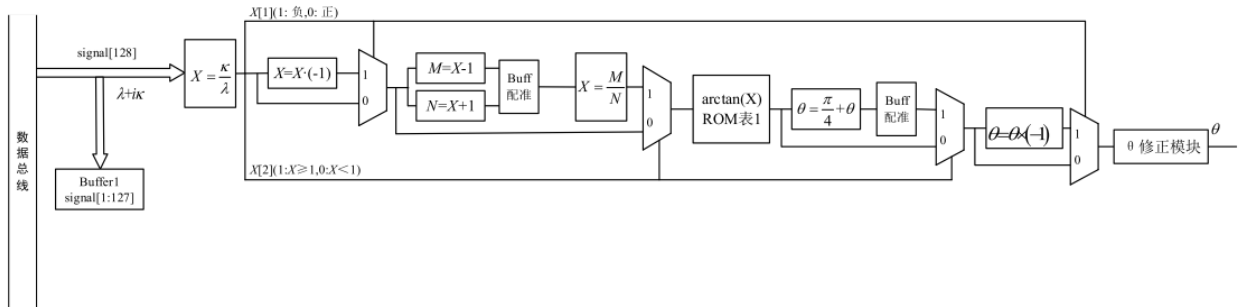 数据总线
signal[128]
λ+iκ
Buffer1
signal[1:127]
X = κ/λ
X[1](1: 负,0: 正)
X=X·(-1)
1
0
M=X-1
N=X+1
Buff
配准
X = M/N
1
0
X[2](1:X≥1,0:X<1)
arctan(X)
ROM表1
θ = π/4 + θ
Buff
配准
1
0
θ=θ×(-1)
1
0
θ 修正模块
θ